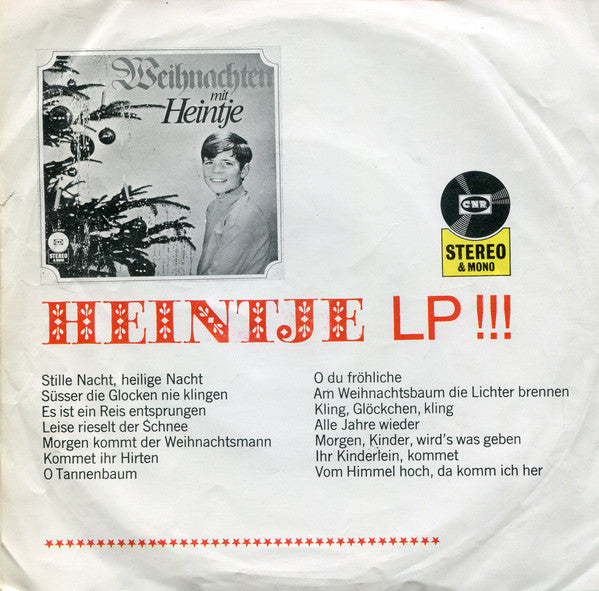 Weihnachten
mit
Heintje
STEREO
& MONO
CNR
STEREO
& MONO
HEINTJE LP !!!
Stille Nacht, heilige Nacht
Süsser die Glocken nie klingen
Es ist ein Reis entsprungen
Leise rieselt der Schnee
Morgen kommt der Weihnachtsmann
Kommet ihr Hirten
O Tannenbaum
O du fröhliche
Am Weihnachtsbaum die Lichter brennen
Kling, Glöckchen, kling
Alle Jahre wieder
Morgen, Kinder, wird's was geben
Ihr Kinderlein, kommet
Vom Himmel hoch, da komm ich her